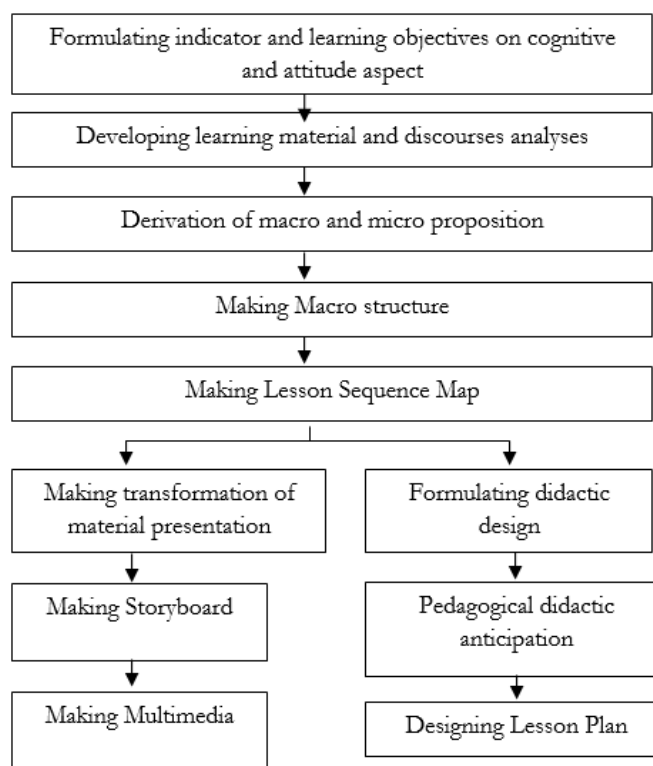 Formulating indicator and learning objectives on cognitive
and attitude aspect
Developing learning material and discourses analyses
Derivation of macro and micro proposition
Making Macro structure
Making Lesson Sequence Map
Making transformation of
material presentation
Making Storyboard
Making Multimedia
Formulating didactic
design
Pedagogical didactic
anticipation
Designing Lesson Plan